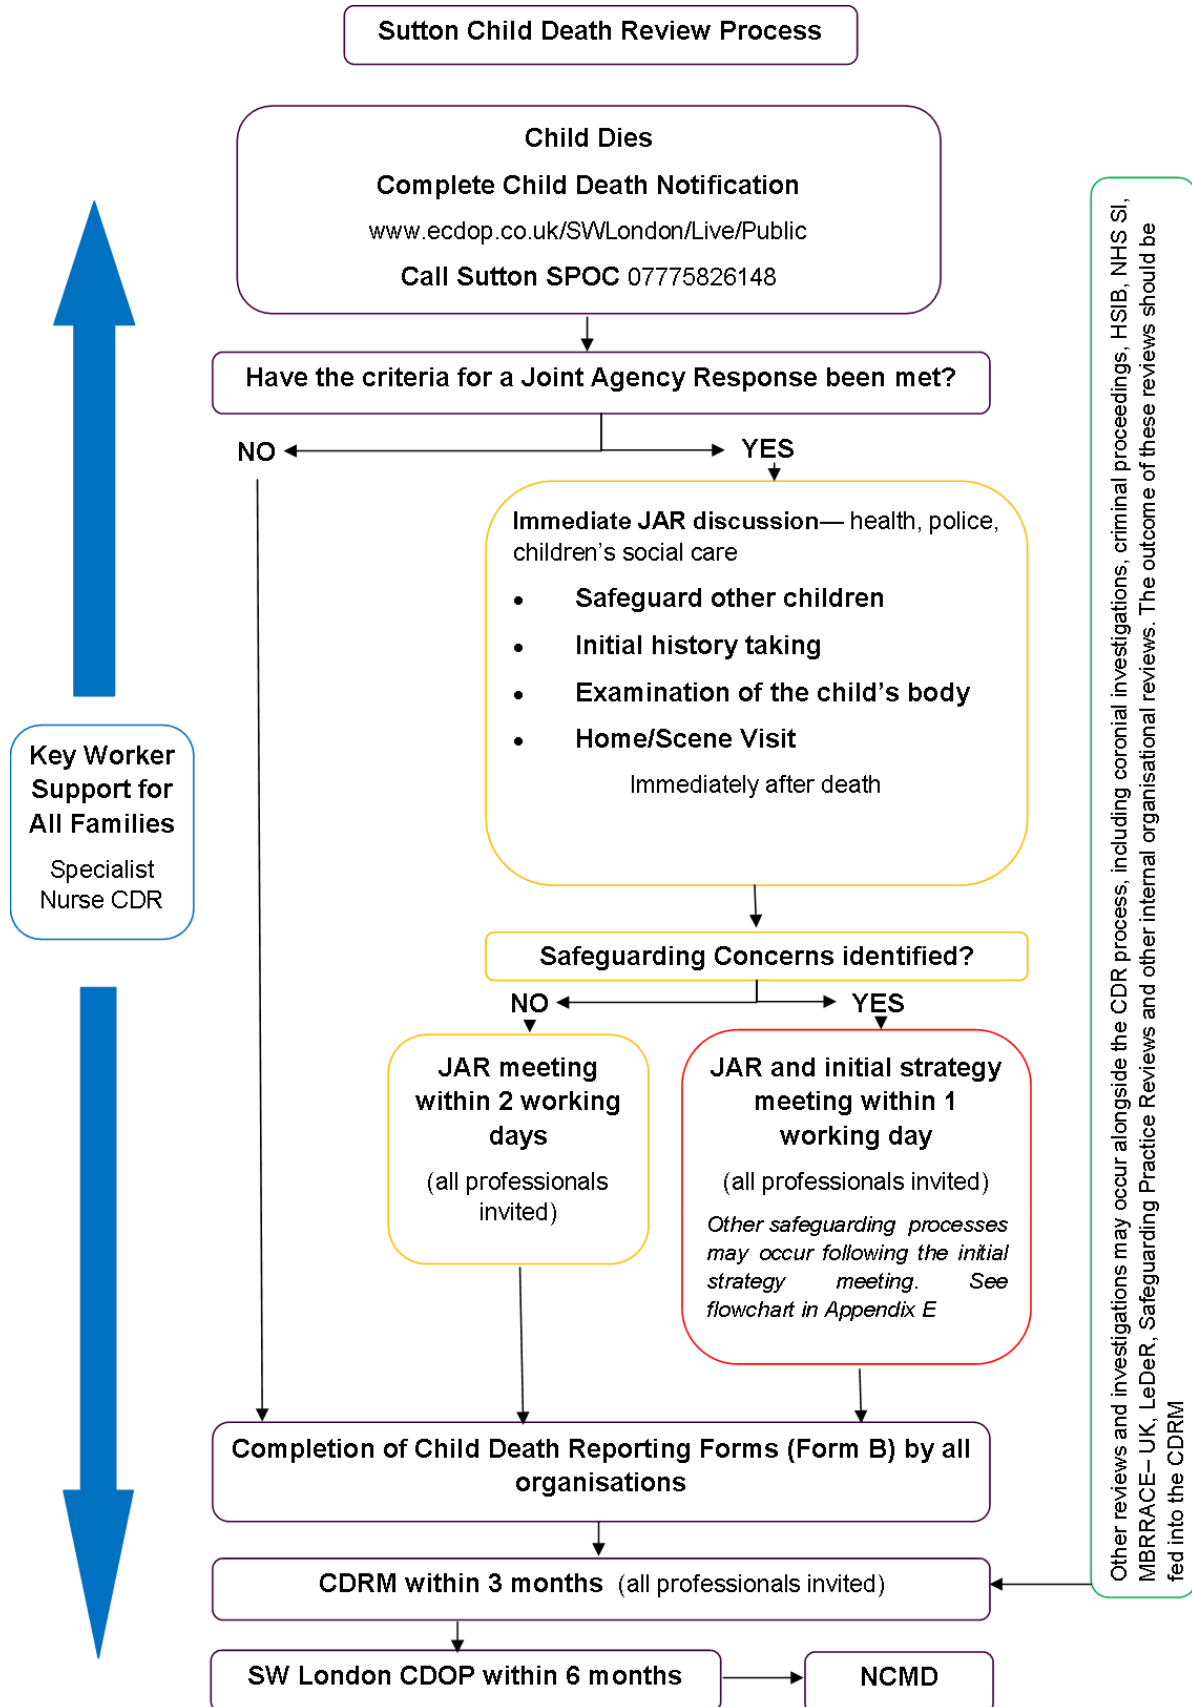 Sutton Child Death Review Process
Child Dies
Complete Child Death Notification
www.ecdop.co.uk/SWLondon/Live/Public
Call Sutton SPOC 07775826148
Have the criteria for a Joint Agency Response been met?
NO
YES
Immediate JAR discussion— health, police,
children's social care
• Safeguard other children
• Initial history taking
• Examination of the child's body
• Home/Scene Visit
Immediately after death
Key Worker
Support for
All Families
Specialist
Nurse CDR
Safeguarding Concerns identified?
NO
YES
JAR meeting
within 2 working
days
(all professionals
invited)
JAR and initial strategy
meeting within 1
working day
(all professionals invited)
Other safeguarding processes
may occur following the initial
strategy meeting. See
flowchart in Appendix E
Completion of Child Death Reporting Forms (Form B) by all
organisations
CDRM within 3 months (all professionals invited)
SW London CDOP within 6 months
NCMD
Other reviews and investigations may occur alongside the CDR process, including coronial investigations, criminal proceedings, HSIB, NHS SI,
MBRRACE– UK, LeDeR, Safeguarding Practice Reviews and other internal organisational reviews. The outcome of these reviews should be
fed into the CDRM